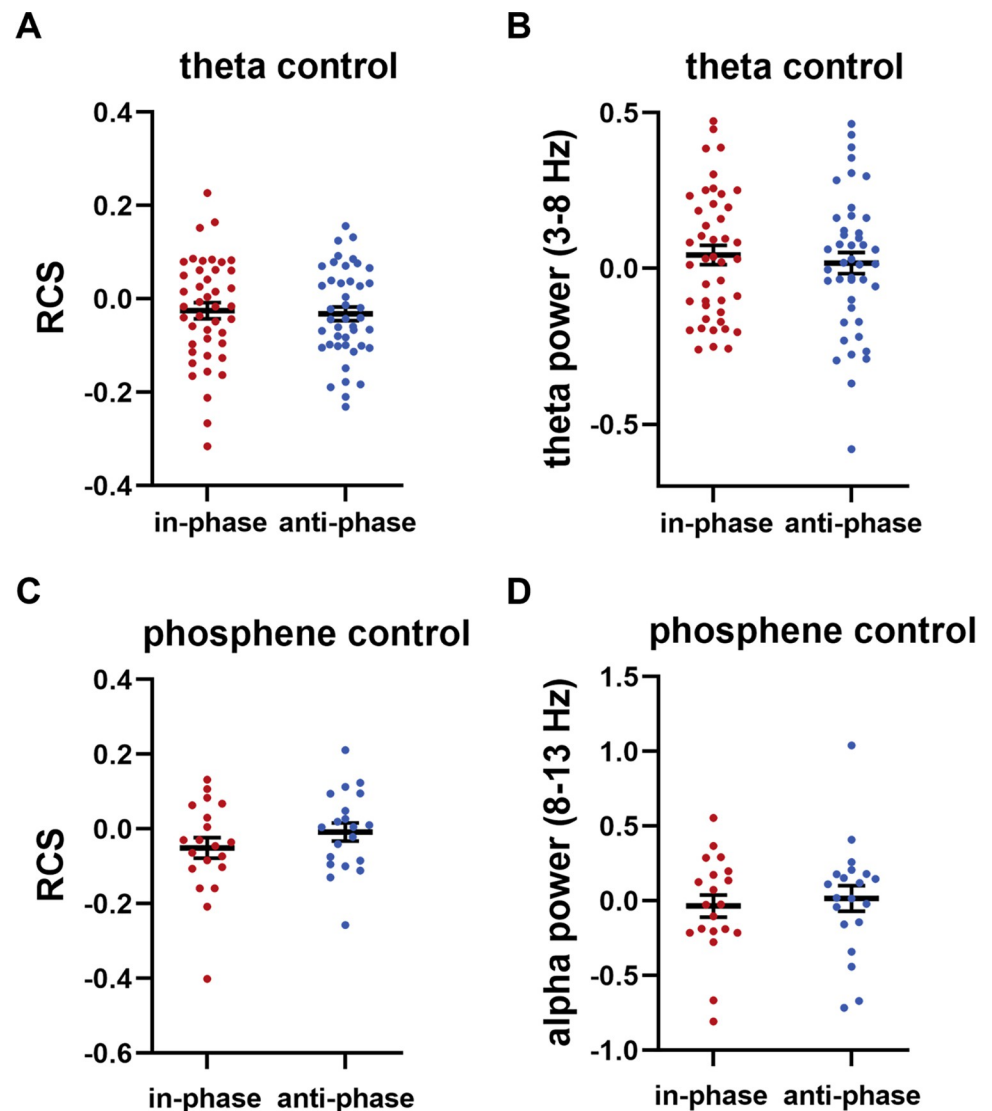 A
theta control
RCS
0.4
0.2
0.0
-0.2
-0.4
in-phase anti-phase
B
theta control
theta power (3-8 Hz)
0.5
0.0
-0.5
in-phase anti-phase
C
phosphene control
RCS
0.4
0.2
0.0
-0.2
-0.4
-0.6
in-phase anti-phase
D
phosphene control
alpha power (8-13 Hz)
1.5
1.0
0.5
0.0
-0.5
-1.0
in-phase anti-phase